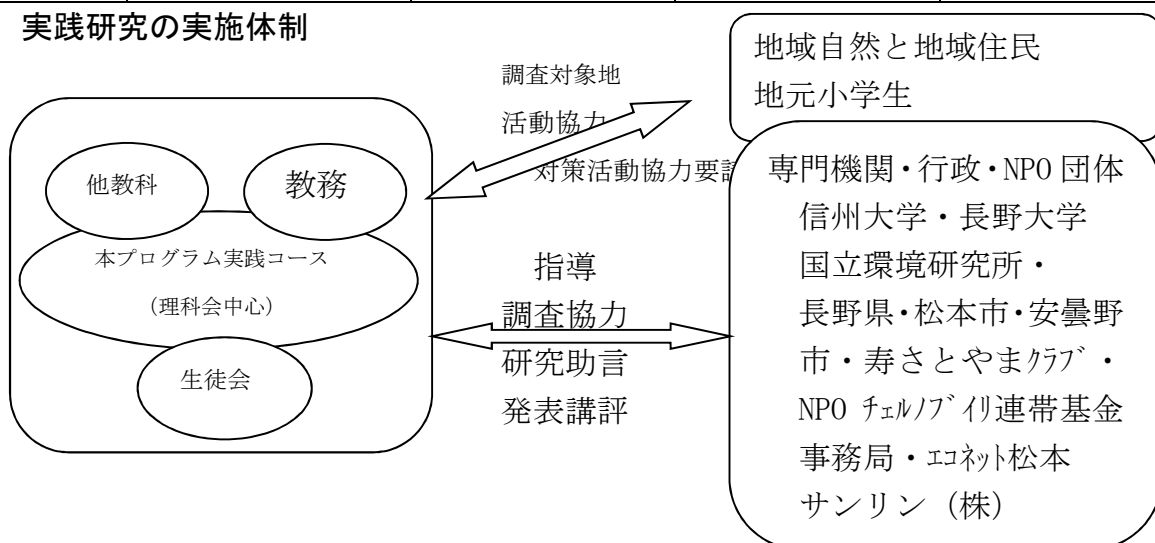 実践研究の実施体制
他教科
教務
本プログラム実践コース
(理科会中心)
生徒会
調査対象地
活動協力
対策活動協力要
指導
調査協力
研究助言
発表講評
地域自然と地域住民
地元小学生
専門機関・行政・NPO団体
信州大学・長野大学
国立環境研究所・
長野県・松本市・安曇野
市・寿さとやまｸﾗﾌﾞ・
NPO ﾁｪﾙﾉﾌﾞｲﾘ連帯基金
事務局・ｴｺﾈｯﾄ松本
サンリン（株）